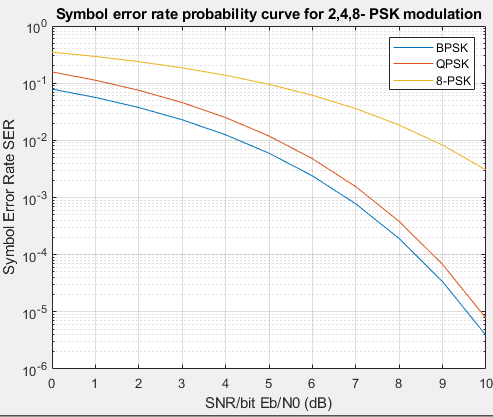 Symbol error rate probability curve for 2,4,8- PSK modulation
BPSK
QPSK
8-PSK
Symbol Error Rate SER
10^0
10^-1
10^-2
10^-3
10^-4
10^-5
10^-6
0 1 2 3 4 5 6 7 8 9 10
SNR/bit Eb/N0 (dB)